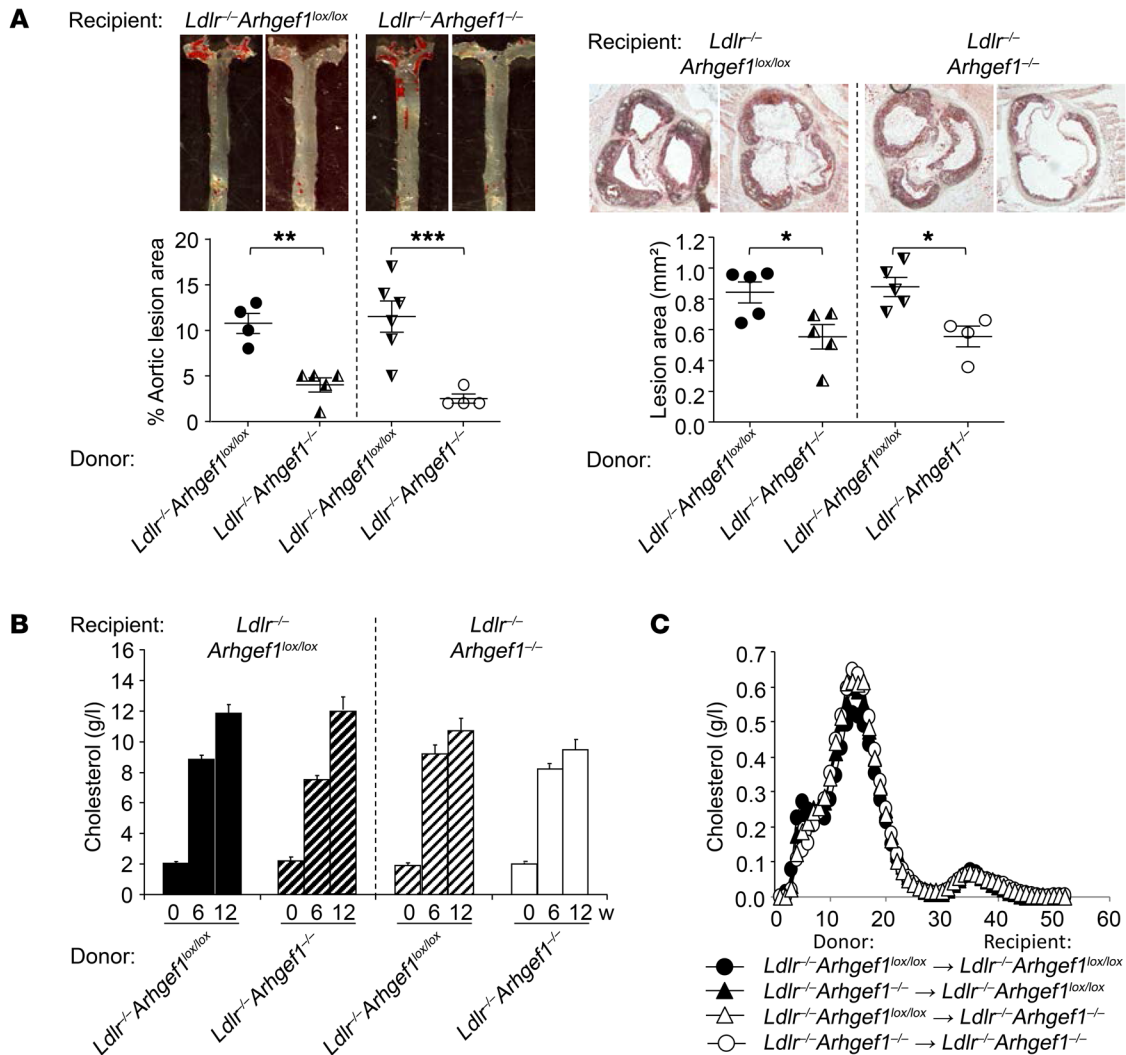 A
Recipient: Ldlr–/–Arhgef1lox/lox Ldlr–/–Arhgef1–/–
** ***
% Aortic lesion area
20
15
10
5
0
Donor:
Ldlr–/–Arhgef1lox/lox
Ldlr–/–Arhgef1–/–
Ldlr–/–Arhgef1lox/lox
Ldlr–/–Arhgef1–/–
Recipient: Ldlr–/– Ldlr–/–
Arhgef1lox/lox Arhgef1–/–
* *
Lesion area (mm²)
1.2
1.0
0.8
0.6
0.4
0.2
0.0
Donor:
Ldlr–/–Arhgef1lox/lox
Ldlr–/–Arhgef1–/–
Ldlr–/–Arhgef1lox/lox
Ldlr–/–Arhgef1–/–
B
Recipient: Ldlr–/– Ldlr–/–
Arhgef1lox/lox Arhgef1–/–
Cholesterol (g/l)
16
14
12
10
8
6
4
2
0
0 6 12 0 6 12 0 6 12 0 6 12 w
Donor:
Ldlr–/–Arhgef1lox/lox
Ldlr–/–Arhgef1–/–
Ldlr–/–Arhgef1lox/lox
Ldlr–/–Arhgef1–/–
C
Cholesterol (g/l)
0.7
0.6
0.5
0.4
0.3
0.2
0.1
0.0
0 10 20 30 40 50 60
Donor: Recipient:
Ldlr–/–Arhgef1lox/lox → Ldlr–/–Arhgef1lox/lox
Ldlr–/–Arhgef1–/– → Ldlr–/–Arhgef1lox/lox
Ldlr–/–Arhgef1lox/lox → Ldlr–/–Arhgef1–/–
Ldlr–/–Arhgef1–/– → Ldlr–/–Arhgef1–/–